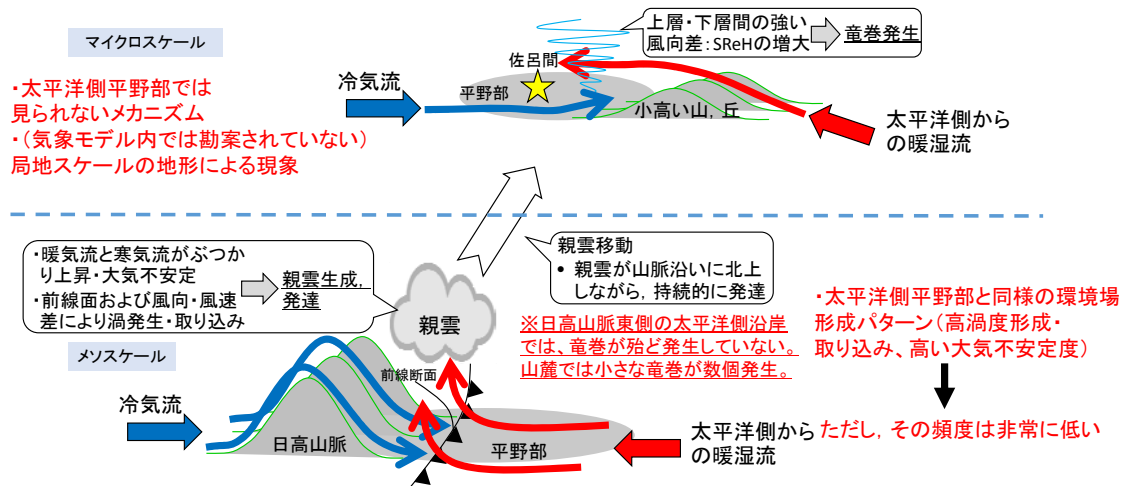 マイクロスケール
・太平洋側平野部では
見られないメカニズム
・(気象モデル内では勘案されていない)
局地スケールの地形による現象
冷気流
平野部
佐呂間
上層・下層間の強い
風向差:SReHの増大
竜巻発生
小高い山,丘
太平洋側から
の暖湿流
・暖気流と寒気流がぶつか
り上昇・大気不安定
・前線面および風向・風速
差により渦発生・取り込み
親雲生成,
発達
親雲移動
• 親雲が山脈沿いに北上
しながら,持続的に発達
親雲
メソスケール
※日高山脈東側の太平洋側沿岸
では、竜巻が殆ど発生していない。
山麓では小さな竜巻が数個発生。
・太平洋側平野部と同様の環境場
形成パターン(高渦度形成・
取り込み、高い大気不安定度)
ただし,その頻度は非常に低い
前線断面
冷気流
日高山脈
平野部
太平洋側から
の暖湿流